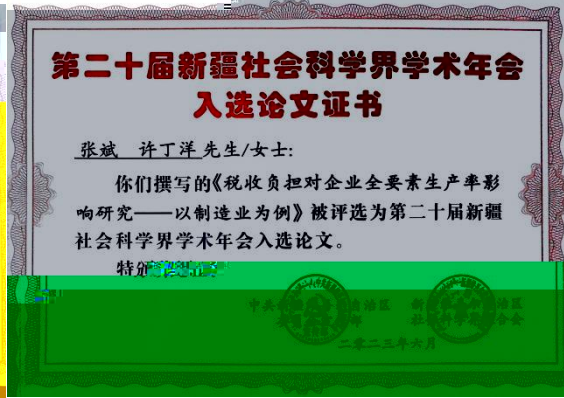 第二十届新疆社会科学界学术年会
入选论文证书
张斌 许丁洋 先生/女士:
你们撰写的《税收负担对企业全要素生产率影
响研究——以制造业为例》被评选为第二十届新疆
社会科学界学术年会入选论文。
特颁
二零二三年六月